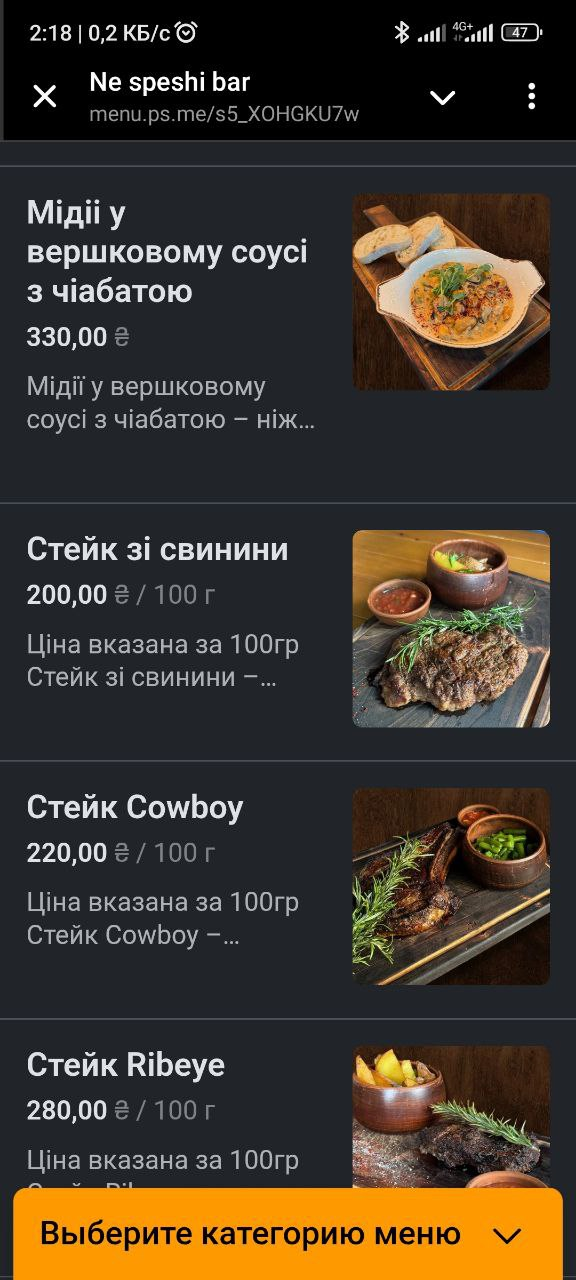 2:18 | 0,2 КБ/с
4G+
47
Ne speshi bar
menu.ps.me/s5_XOHGKU7w
Мідіі у
вершковому соусі
з чіабатою
330,00 ₴
Мідії у вершковому
соусі з чіабатою – ніж...
Стейк зі свинини
200,00 ₴ / 100 г
Ціна вказана за 100гр
Стейк зі свинини –...
Стейк Cowboy
220,00 ₴ / 100 г
Ціна вказана за 100гр
Стейк Cowboy –...
Стейк Ribeye
280,00 ₴ / 100 г
Ціна вказана за 100гр
Выберите категорию меню